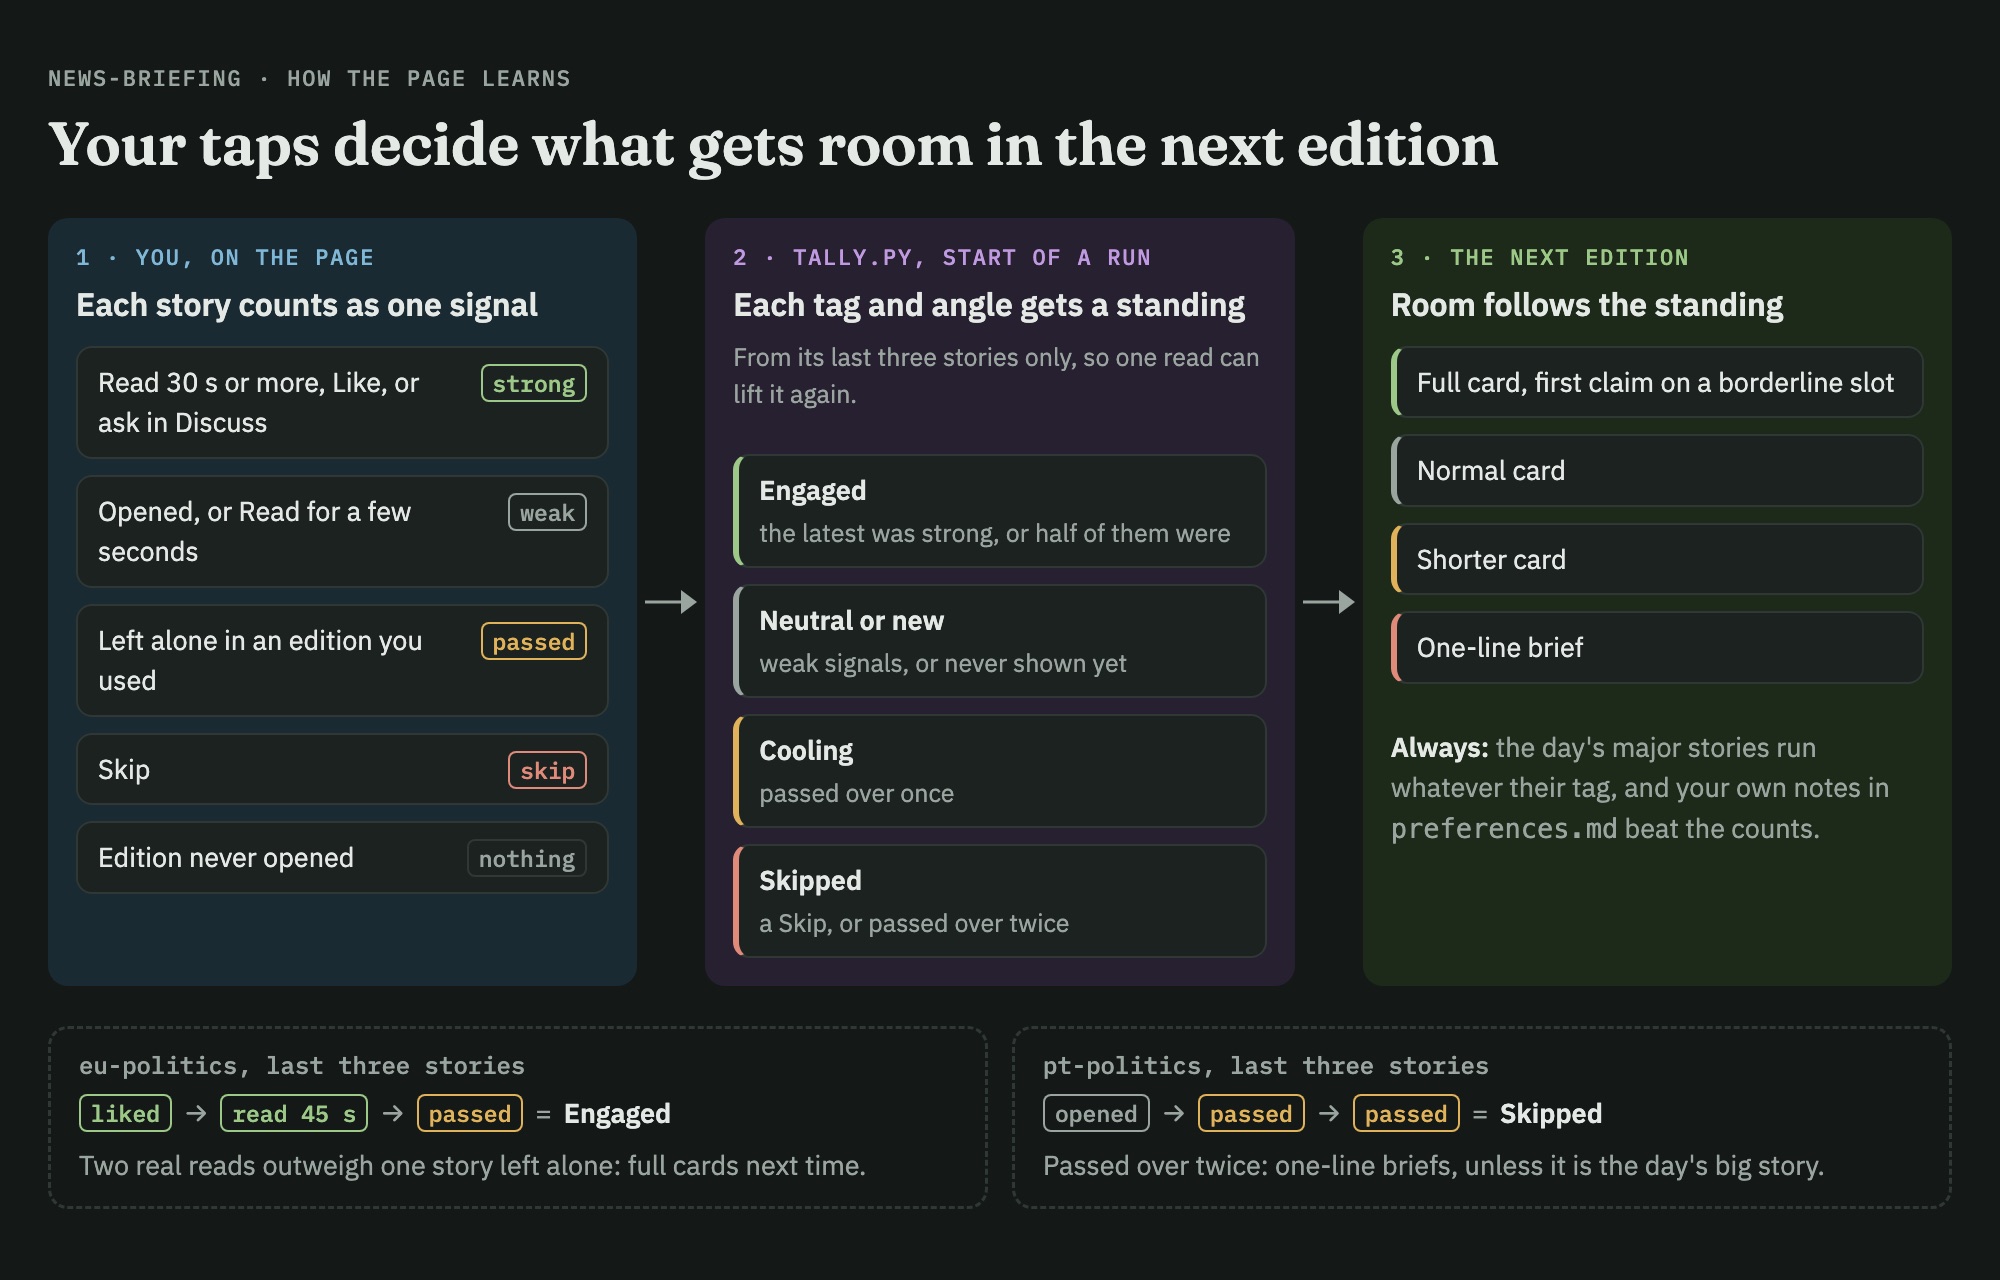 NEWS-BRIEFING · HOW THE PAGE LEARNS
Your taps decide what gets room in the next edition
1 · YOU, ON THE PAGE
Each story counts as one signal
Read 30 s or more, Like, or
ask in Discuss
strong
Opened, or Read for a few
seconds
weak
Left alone in an edition you
used
passed
Skip
skip
Edition never opened
nothing
2 · TALLY.PY, START OF A RUN
Each tag and angle gets a standing
From its last three stories only, so one read can
lift it again.
Engaged
the latest was strong, or half of them were
Neutral or new
weak signals, or never shown yet
Cooling
passed over once
Skipped
a Skip, or passed over twice
3 · THE NEXT EDITION
Room follows the standing
Full card, first claim on a borderline slot
Normal card
Shorter card
One-line brief
Always: the day's major stories run
whatever their tag, and your own notes in
preferences.md beat the counts.
eu-politics, last three stories
liked → read 45 s → passed = Engaged
Two real reads outweigh one story left alone: full cards next time.
pt-politics, last three stories
opened → passed → passed = Skipped
Passed over twice: one-line briefs, unless it is the day's big story.